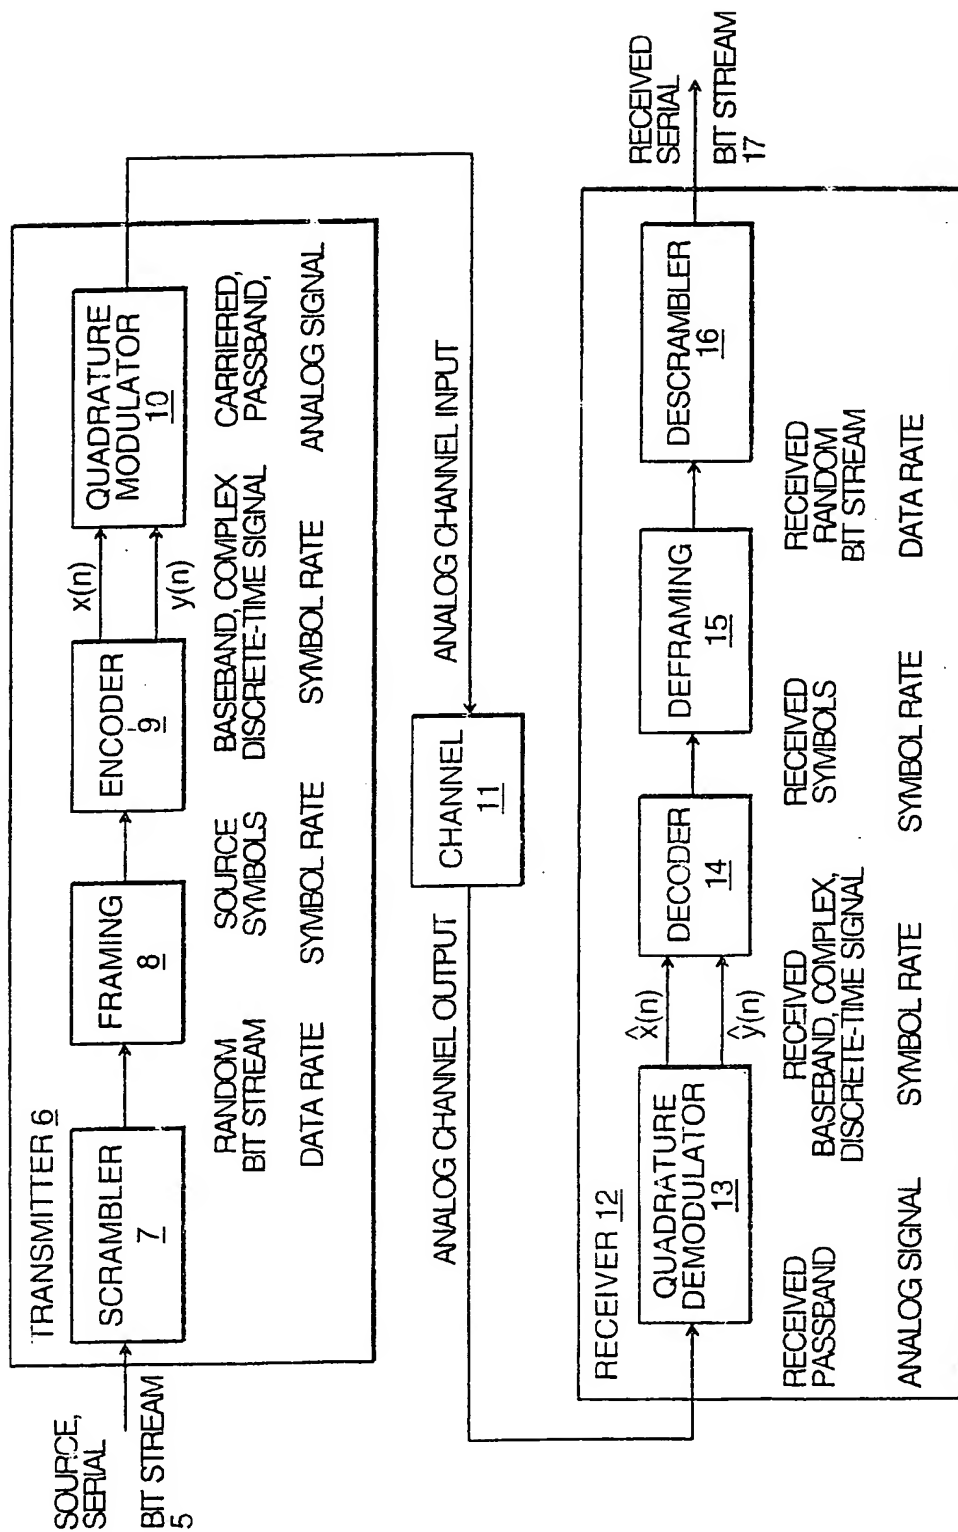 SOURCE,
SERIAL
BIT STREAM
5
TRANSMITTER 6
SCRAMBLER
7
FRAMING
8
ENCODER
9
x(n)
y(n)
QUADRATURE
MODULATOR
10
RANDOM
BIT STREAM
DATA RATE
SOURCE
SYMBOLS
SYMBOL RATE
BASEBAND, COMPLEX
DISCRETE-TIME SIGNAL
SYMBOL RATE
CARRIERED,
PASSBAND,
ANALOG SIGNAL
ANALOG CHANNEL INPUT
CHANNEL
11
ANALOG CHANNEL OUTPUT
RECEIVER 12
QUADRATURE
DEMODULATOR
13
x̂(n)
ŷ(n)
DECODER
14
DEFRAMING
15
DESCRAMBLER
16
RECEIVED
SERIAL
BIT STREAM
17
RECEIVED
PASSBAND
ANALOG SIGNAL
RECEIVED
BASEBAND, COMPLEX,
DISCRETE-TIME SIGNAL
SYMBOL RATE
RECEIVED
SYMBOLS
SYMBOL RATE
RECEIVED
RANDOM
BIT STREAM
DATA RATE